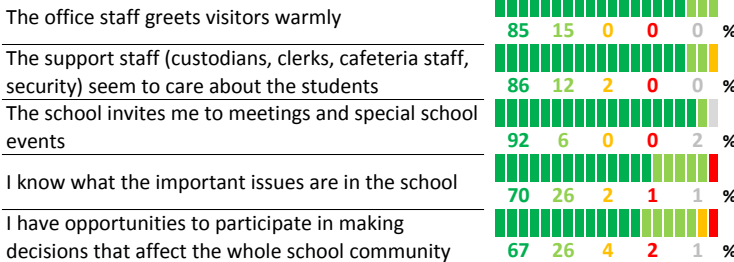 The office staff greets visitors warmly
85 15 0 0 0 %
The support staff (custodians, clerks, cafeteria staff,
security) seem to care about the students
86 12 2 0 0 %
The school invites me to meetings and special school
events
92 6 0 0 2 %
I know what the important issues are in the school
70 26 2 1 1 %
I have opportunities to participate in making
decisions that affect the whole school community
67 26 4 2 1 %